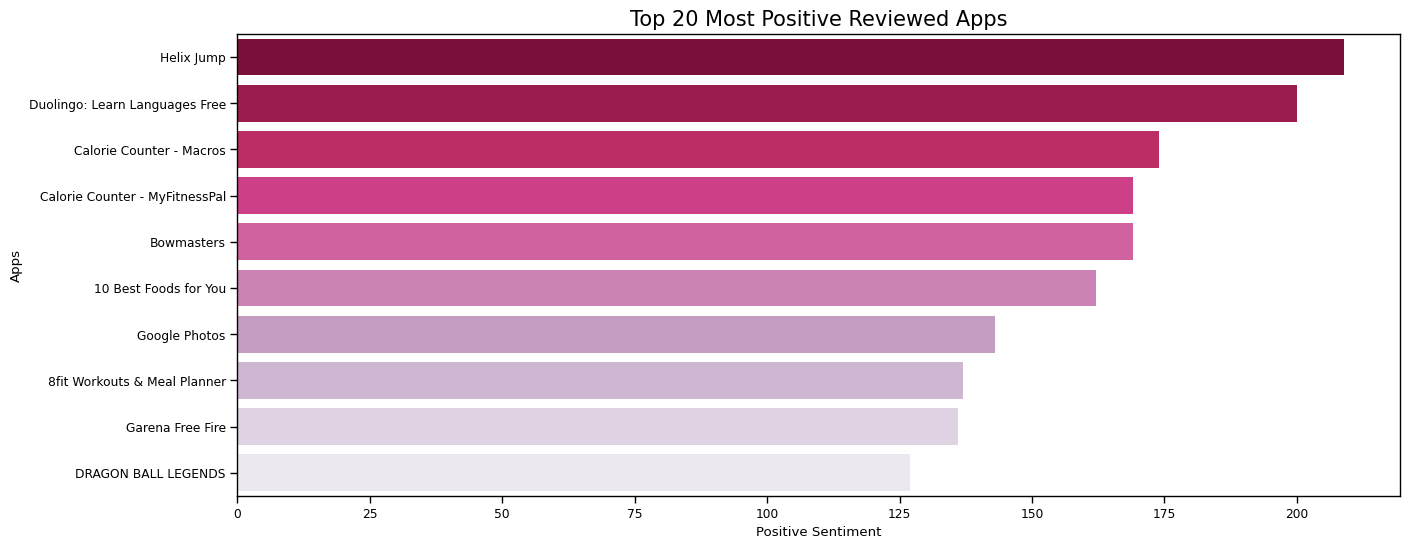 Top 20 Most Positive Reviewed Apps
Helix Jump
Duolingo: Learn Languages Free
Calorie Counter - Macros
Calorie Counter - MyFitnessPal
Bowmasters
10 Best Foods for You
Google Photos
8fit Workouts & Meal Planner
Garena Free Fire
DRAGON BALL LEGENDS
Apps
0 25 50 75 100 125 150 175 200
Positive Sentiment